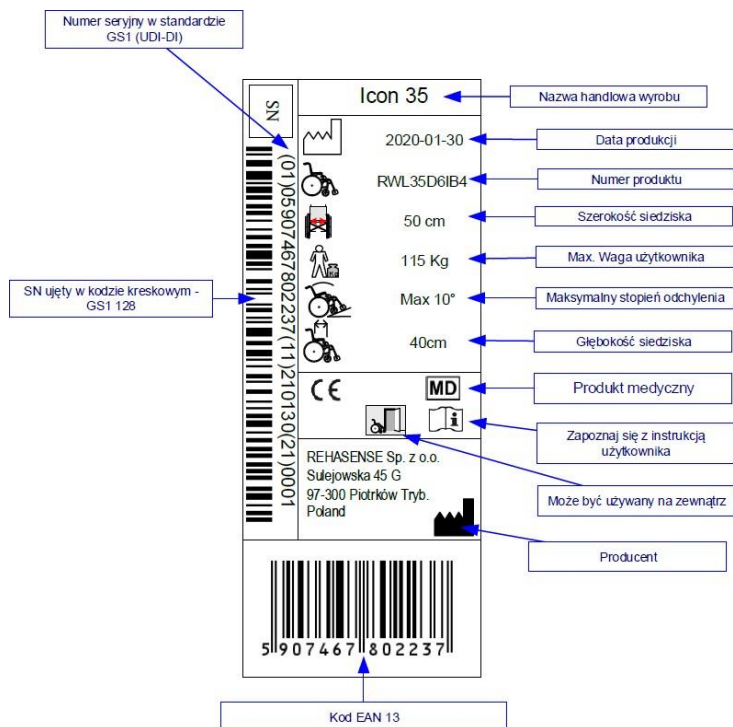 Numer seryjny w standardzie
GS1 (UDI-DI)
SN
(01)05907467802237(11)210130(21)0001
SN ujęty w kodzie kreskowym -
GS1 128
Icon 35
Nazwa handlowa wyrobu
2020-01-30
Data produkcji
RWL35D6IB4
Numer produktu
50 cm
Szerokość siedziska
115 Kg
Max. Waga użytkownika
Max 10°
Maksymalny stopień odchylenia
40cm
Głębokość siedziska
CE
MD
Produkt medyczny
i
Zapoznaj się z instrukcją
użytkownika
REHASENSE Sp. z o.o.
Sulejowska 45 G
97-300 Piotrków Tryb.
Poland
Może być używany na zewnątrz
Producent
5 907467 802237
Kod EAN 13